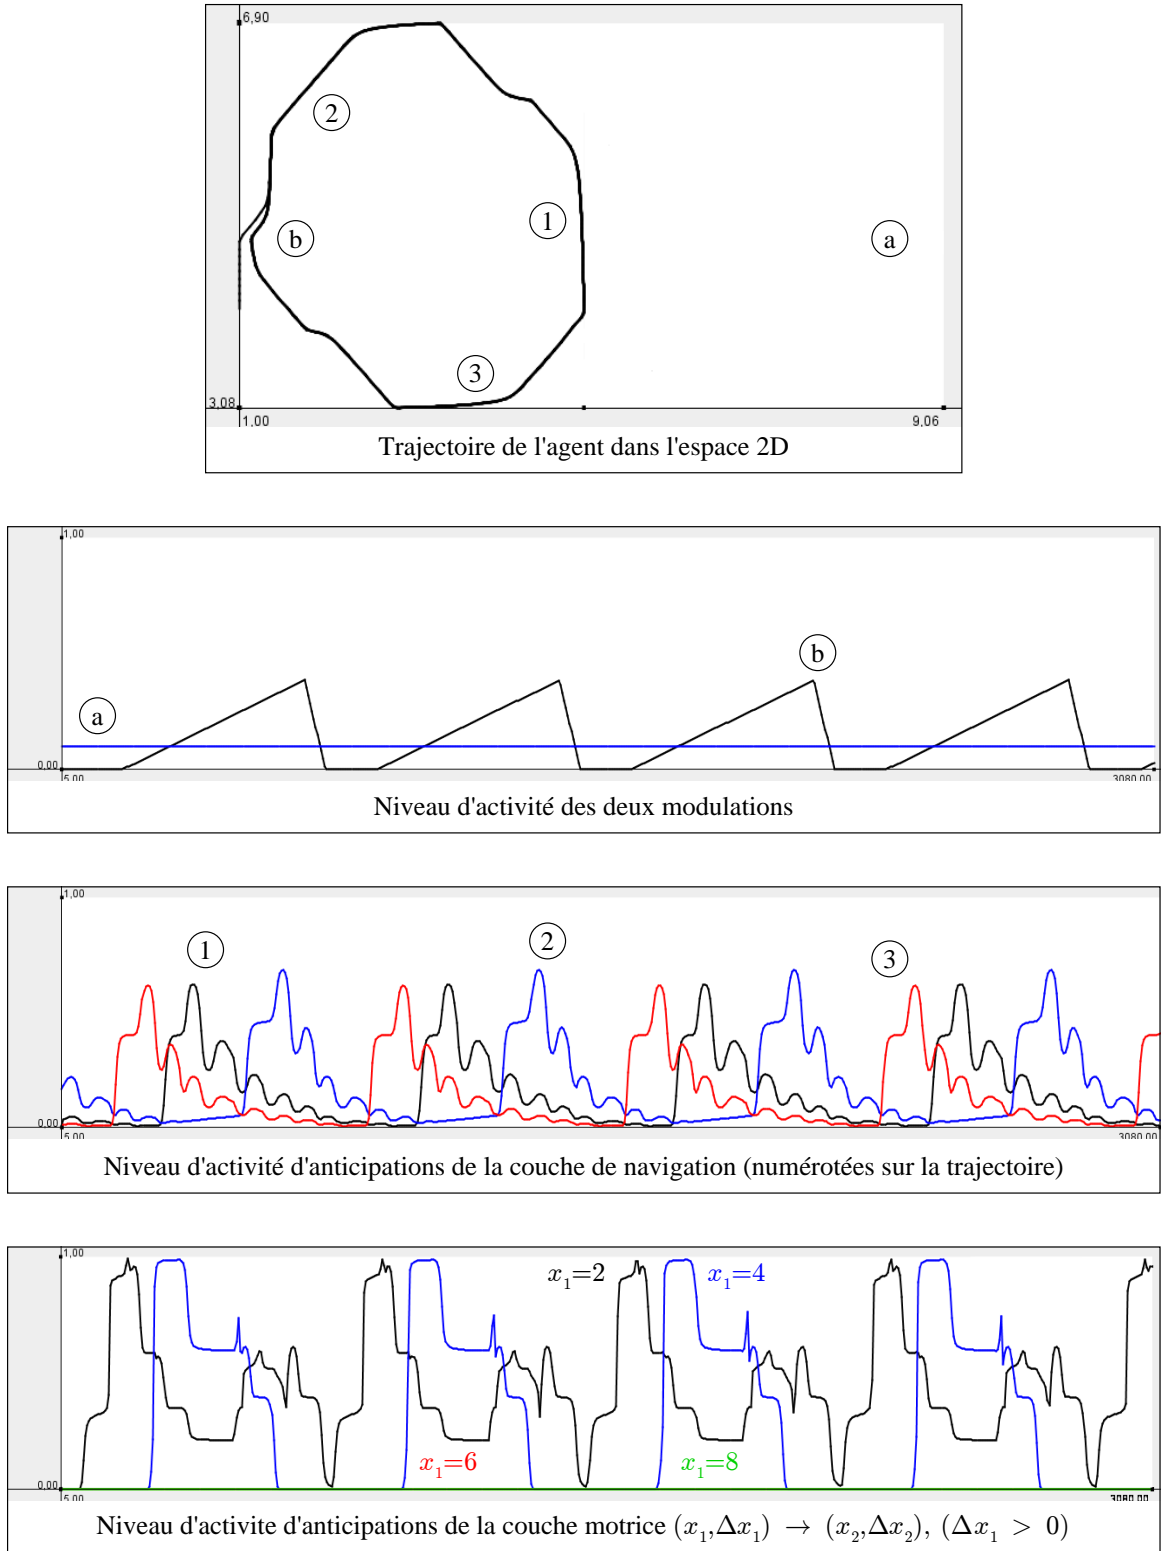 6,90
2
1
b
a
3
3,08
1,00
9,06
Trajectoire de l'agent dans l'espace 2D
1,00
b
a
0,00
5,00
3080,00
Niveau d'activité des deux modulations
1,00
1
2
3
0,00
5,00
3080,00
Niveau d'activité d'anticipations de la couche de navigation (numérotées sur la trajectoire)
1,00
x₁=2
x₁=4
x₁=6
x₁=8
0,00
5,00
3080,00
Niveau d'activite d'anticipations de la couche motrice (x₁,Δx₁) → (x₂,Δx₂), (Δx₁ > 0)